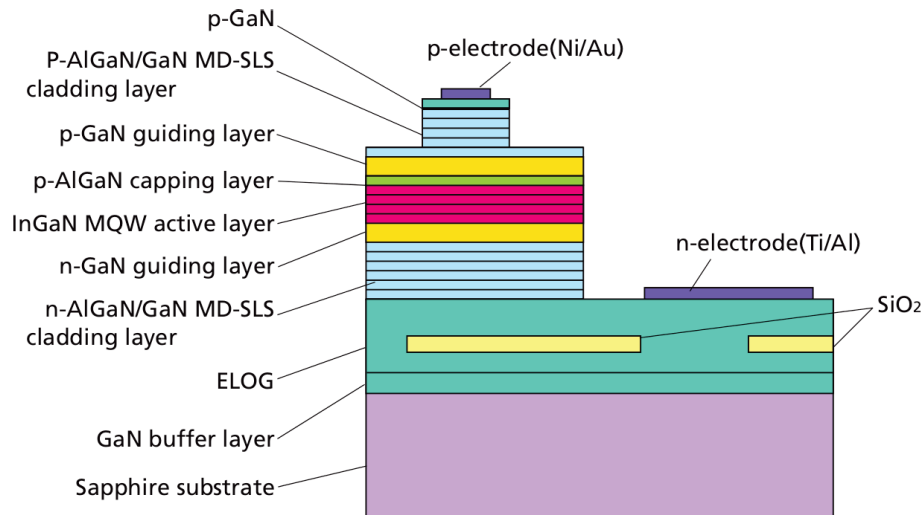 p-GaN
P-AlGaN/GaN MD-SLS
cladding layer
p-GaN guiding layer
p-AlGaN capping layer
InGaN MQW active layer
n-GaN guiding layer
n-AlGaN/GaN MD-SLS
cladding layer
ELOG
GaN buffer layer
Sapphire substrate
p-electrode(Ni/Au)
n-electrode(Ti/Al)
SiO₂